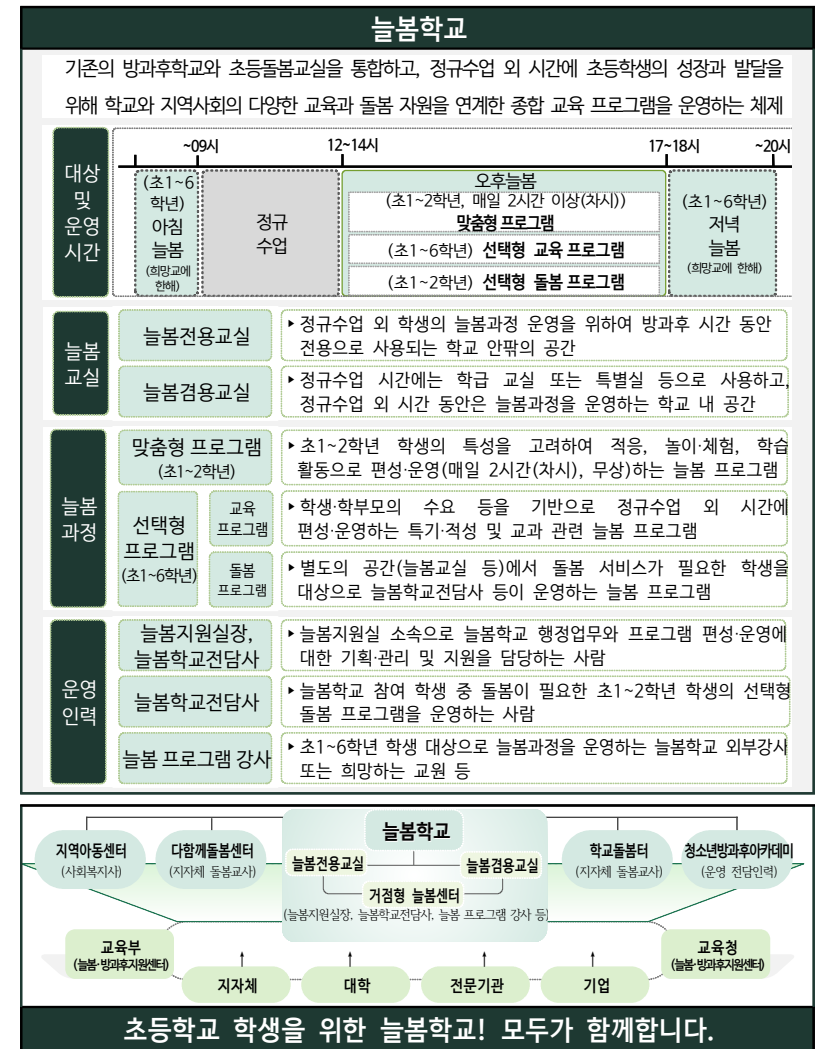 늘봄학교
기존의 방과후학교와 초등돌봄교실을 통합하고, 정규수업 외 시간에 초등학생의 성장과 발달을
위해 학교와 지역사회의 다양한 교육과 돌봄 자원을 연계한 종합 교육 프로그램을 운영하는 체제
대상
및
운영
시간
~09시
12~14시
17~18시
~20시
(초1~6
학년)
아침
늘봄
(희망교에
한해)
정규
수업
오후늘봄
(초1~2학년, 매일 2시간 이상(차시))
맞춤형 프로그램
(초1~6학년) 선택형 교육 프로그램
(초1~2학년) 선택형 돌봄 프로그램
(초1~6학년)
저녁
늘봄
(희망교에 한해)
늘봄
교실
늘봄전용교실
‣ 정규수업 외 학생의 늘봄과정 운영을 위하여 방과후 시간 동안
전용으로 사용되는 학교 안팎의 공간
늘봄겸용교실
‣ 정규수업 시간에는 학급 교실 또는 특별실 등으로 사용하고,
정규수업 외 시간 동안은 늘봄과정을 운영하는 학교 내 공간
늘봄
과정
맞춤형 프로그램
(초1~2학년)
‣ 초1~2학년 학생의 특성을 고려하여 적응, 놀이·체험, 학습
활동으로 편성·운영(매일 2시간(차시), 무상)하는 늘봄 프로그램
선택형
프로그램
(초1~6학년)
교육
프로그램
‣ 학생·학부모의 수요 등을 기반으로 정규수업 외 시간에
편성·운영하는 특기·적성 및 교과 관련 늘봄 프로그램
돌봄
프로그램
‣ 별도의 공간(늘봄교실 등)에서 돌봄 서비스가 필요한 학생을
대상으로 늘봄학교전담사 등이 운영하는 늘봄 프로그램
운영
인력
늘봄지원실장,
늘봄학교전담사
‣ 늘봄지원실 소속으로 늘봄학교 행정업무와 프로그램 편성·운영에
대한 기획·관리 및 지원을 담당하는 사람
늘봄학교전담사
‣ 늘봄학교 참여 학생 중 돌봄이 필요한 초1~2학년 학생의 선택형
돌봄 프로그램을 운영하는 사람
늘봄 프로그램 강사
‣ 초1~6학년 학생 대상으로 늘봄과정을 운영하는 늘봄학교 외부강사
또는 희망하는 교원 등
늘봄학교
지역아동센터
(사회복지사)
다함께돌봄센터
(지자체 돌봄교사)
늘봄전용교실
늘봄겸용교실
거점형 늘봄센터
(늘봄지원실장, 늘봄학교전담사, 늘봄 프로그램 강사 등)
학교돌봄터
(지자체 돌봄교사)
청소년방과후아카데미
(운영 전담인력)
교육부
(늘봄·방과후지원센터)
교육청
(늘봄·방과후지원센터)
지자체
대학
전문기관
기업
초등학교 학생을 위한 늘봄학교! 모두가 함께합니다.